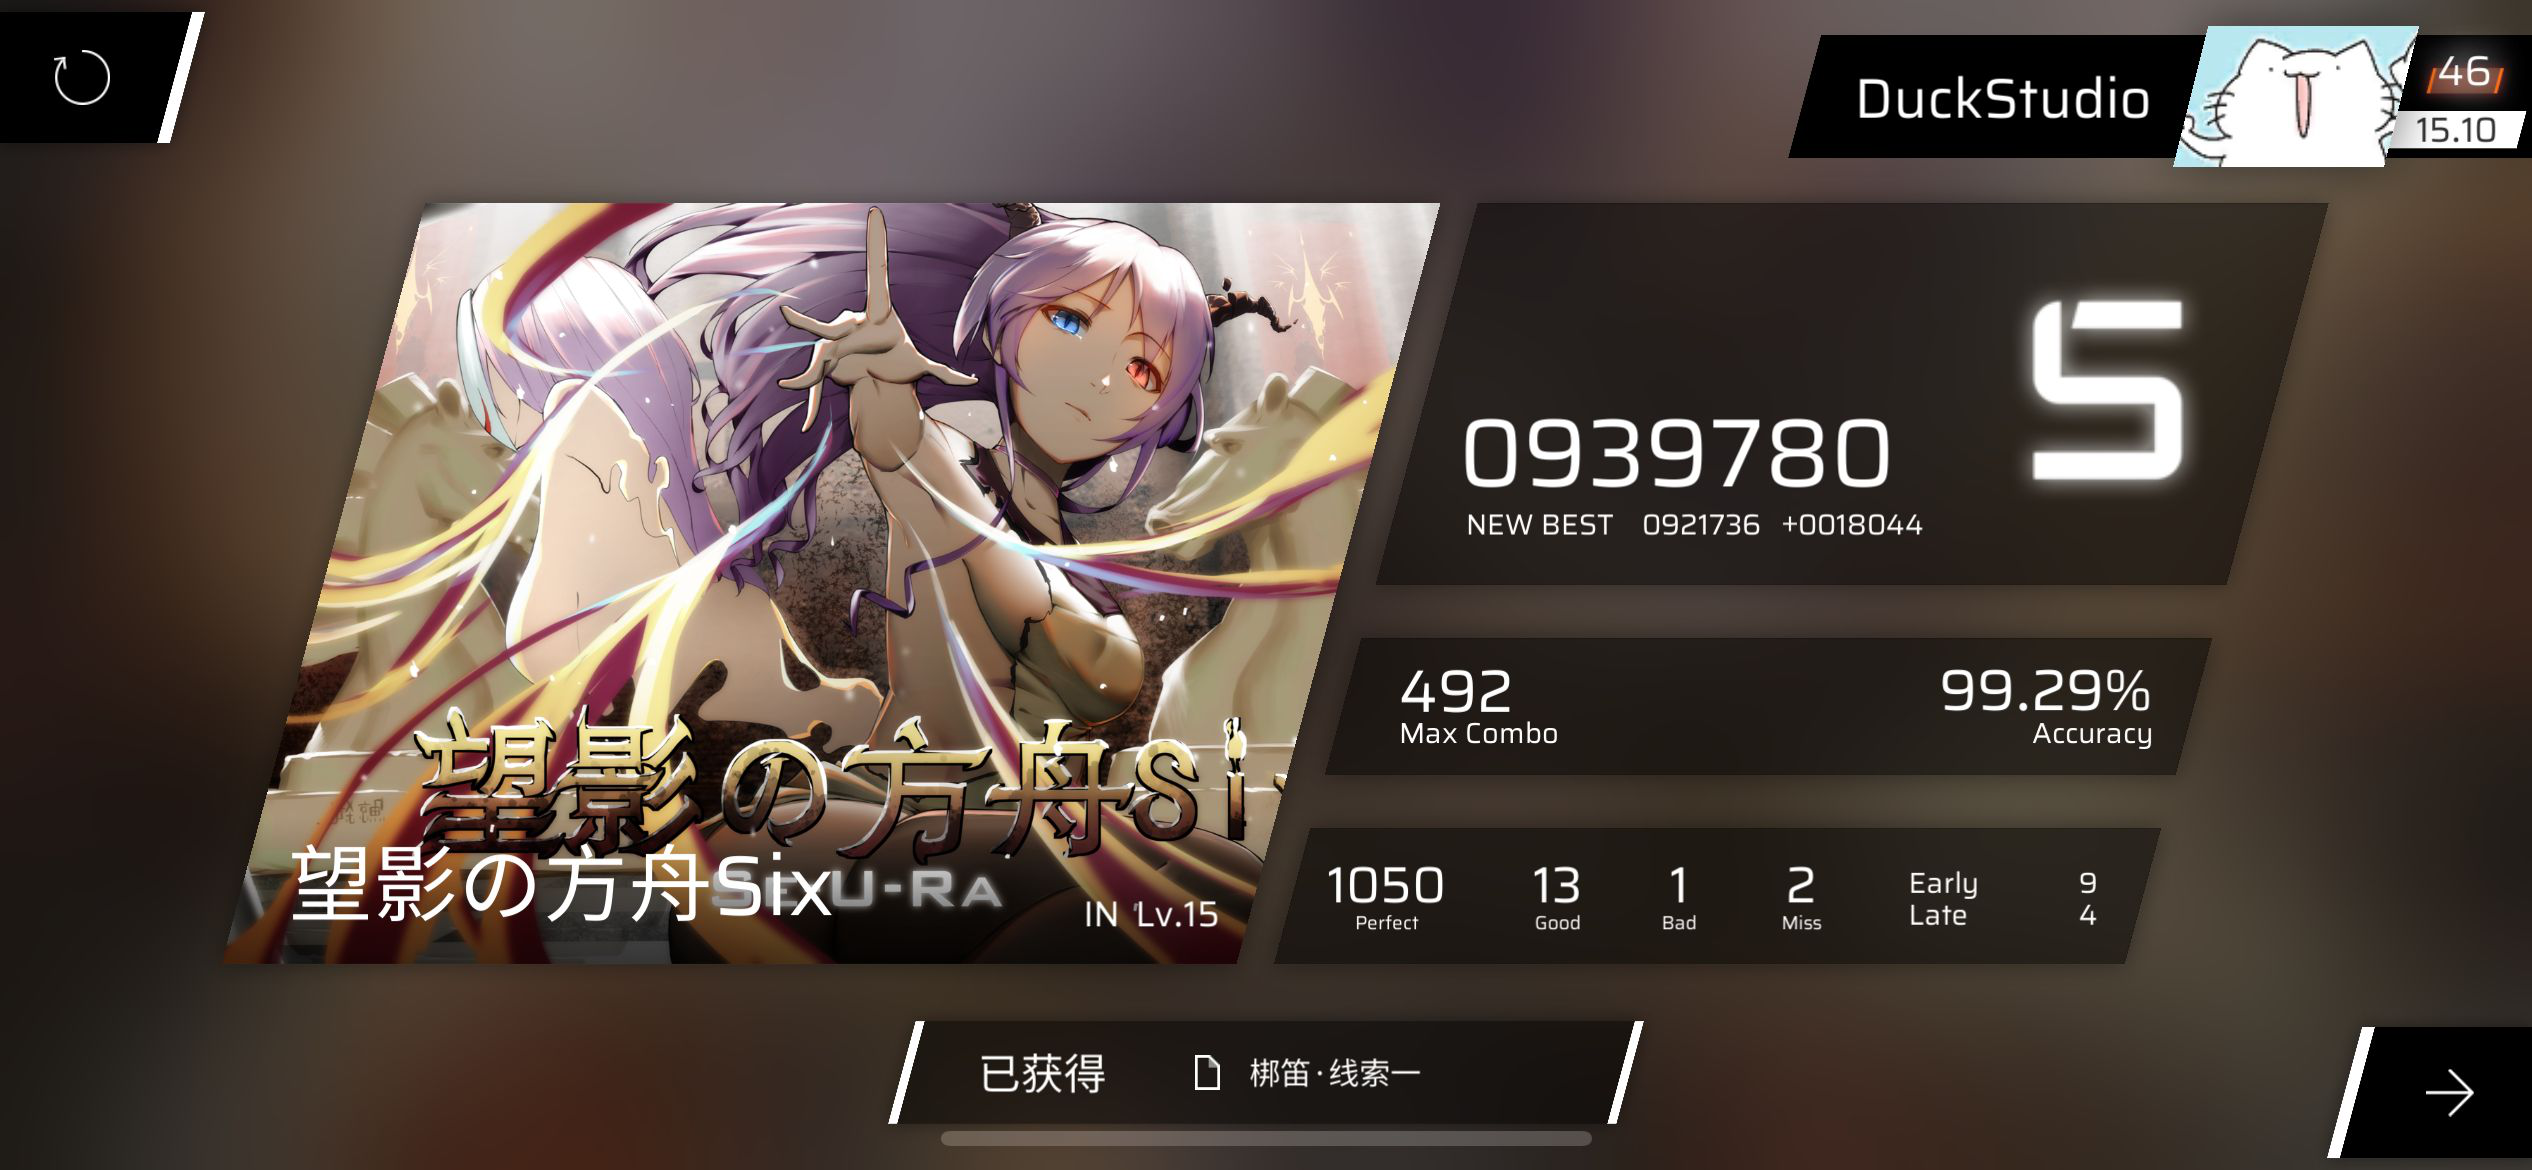 DuckStudio
46
15.10
望影の方舟Si
SEU-RA
望影の方舟Six
IN Lv.15
S
0939780
NEW BEST 0921736 +0018044
492
Max Combo
99.29%
Accuracy
1050
Perfect
13
Good
1
Bad
2
Miss
Early 9
Late 4
已获得 梆笛·线索一